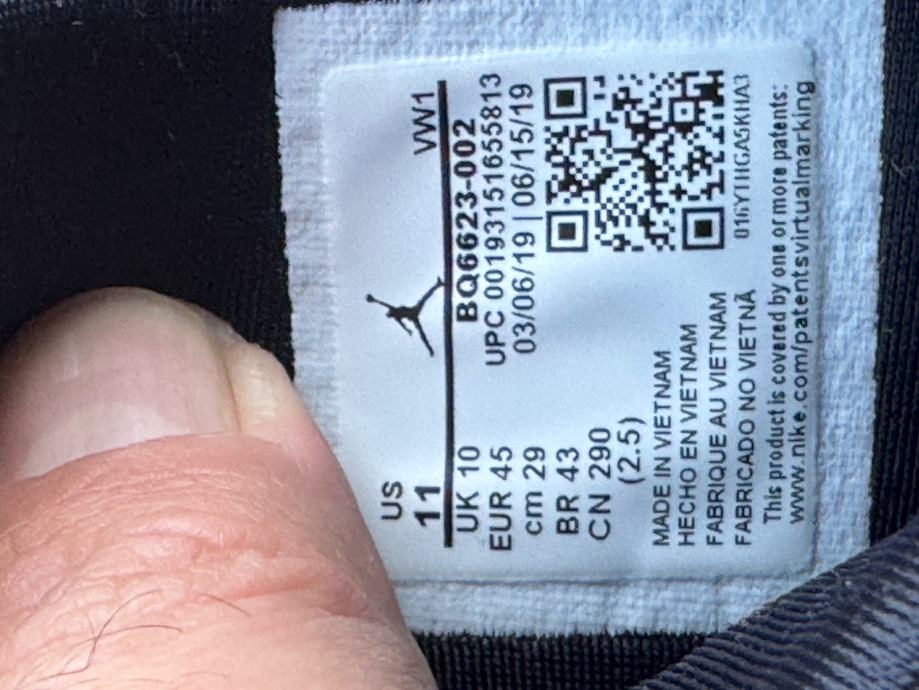 US
11
VW1
UK 10
EUR 45
cm 29
BR 43
CN 290
(2.5)
BQ6623-002
UPC 00193151655813
03/06/19 | 06/15/19
MADE IN VIETNAM
HECHO EN VIETNAM
FABRIQUE AU VIETNAM
FABRICADO NO VIETNÃ
016YTHGA5KHA3
This product is covered by one or more patents:
www.nike.com/patentsvirtualmarking